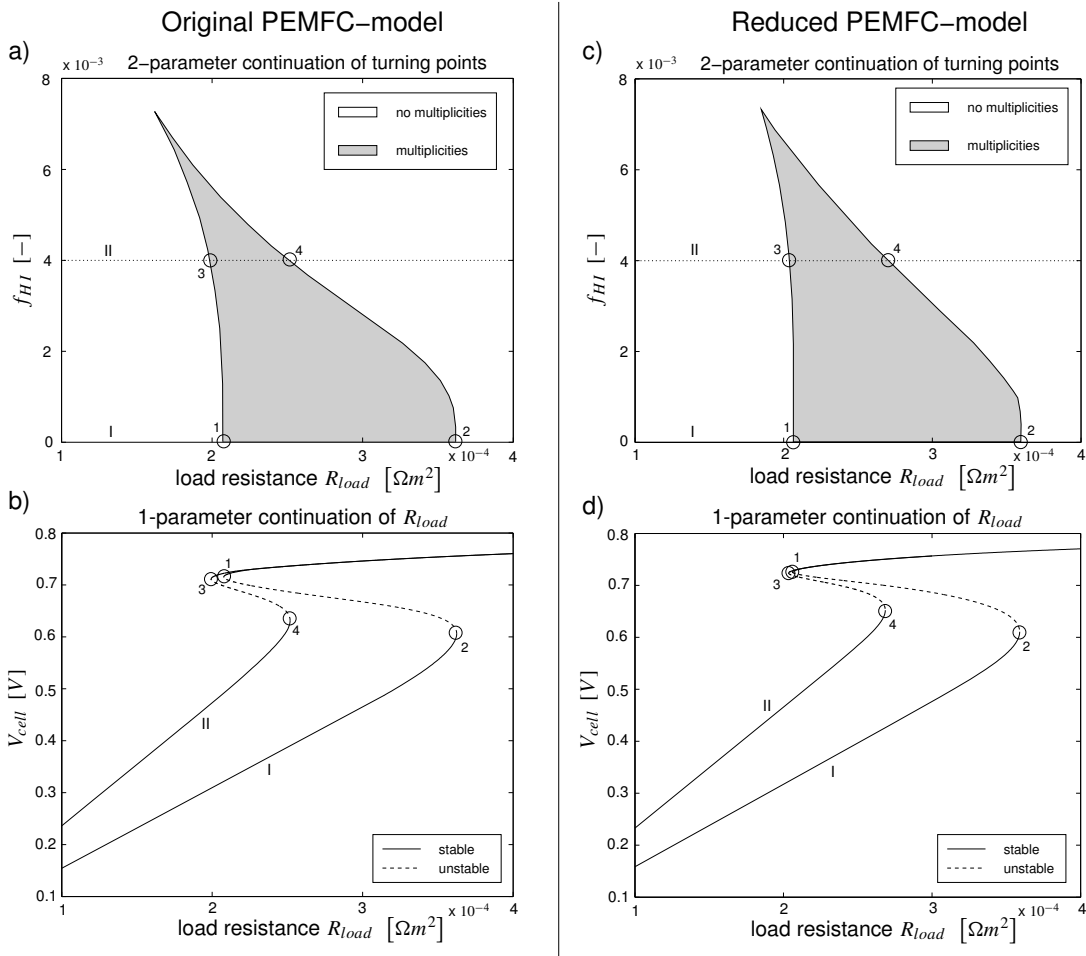 Original PEMFC−model
a)
x 10⁻³
2−parameter continuation of turning points
8
6
4
2
0
f_HI [−]
no multiplicities
multiplicities
II
3
4
I
1
2
1
2
3
4
x 10⁻⁴
load resistance R_load [Ωm²]
b)
1-parameter continuation of R_load
0.8
0.7
0.6
0.5
0.4
0.3
0.2
0.1
V_cell [V]
1
3
4
2
II
I
stable
unstable
1
2
3
4
x 10⁻⁴
load resistance R_load [Ωm²]
Reduced PEMFC−model
c)
x 10⁻³
2−parameter continuation of turning points
8
6
4
2
0
f_HI [−]
no multiplicities
multiplicities
II
3
4
I
1
2
1
2
3
4
x 10⁻⁴
load resistance R_load [Ωm²]
d)
1-parameter continuation of R_load
0.8
0.7
0.6
0.5
0.4
0.3
0.2
0.1
V_cell [V]
1
3
4
2
II
I
stable
unstable
1
2
3
4
x 10⁻⁴
load resistance R_load [Ωm²]